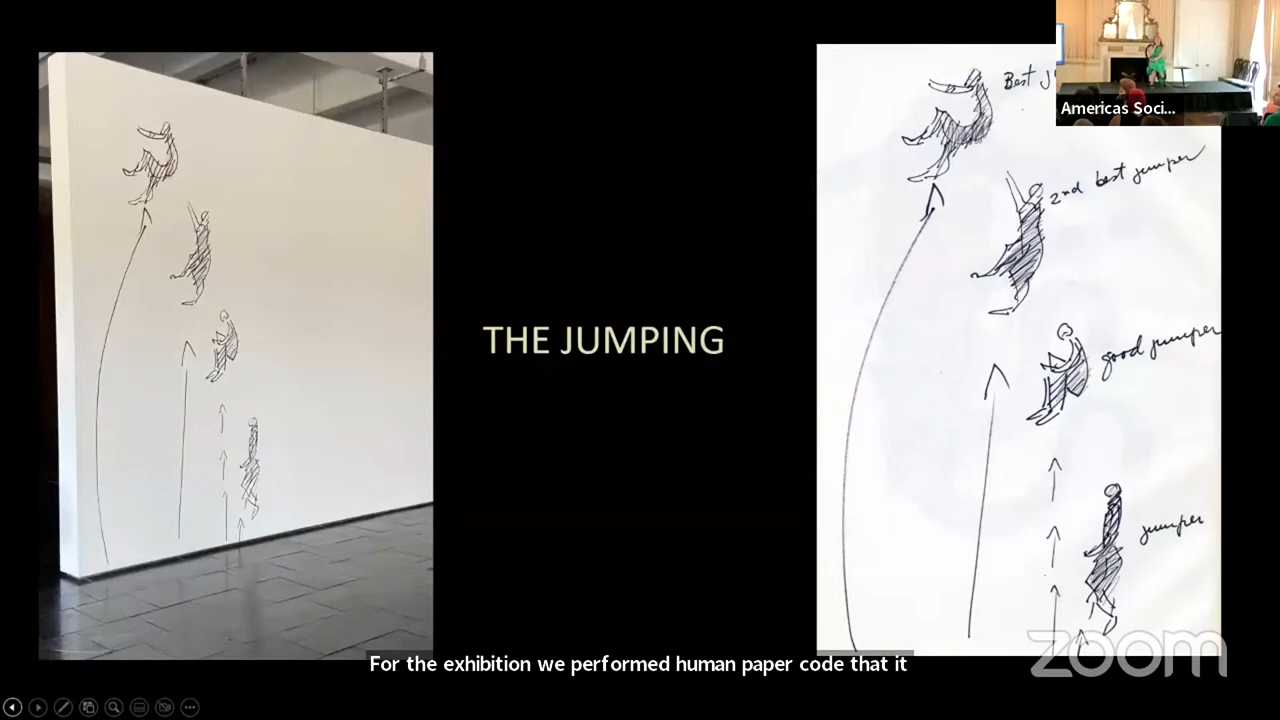 Best
Americas Soci...
2nd best jumper
THE JUMPING
good jumper
jumper
For the exhibition we performed human paper code that it
zoom